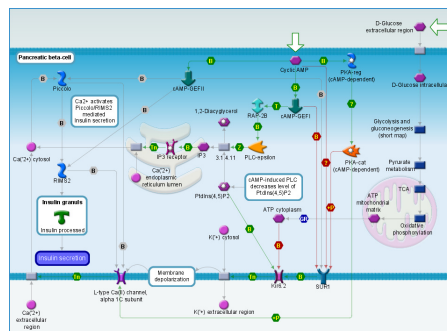 D-Glucose
extracellular region
Pancreatic beta-cell
B
Cyclic AMP
B
PKA-reg
(cAMP-dependent)
Piccolo
cAMP-GEFII
D-Glucose intracellular
Ca2+ activates
Piccolo/RIMS2
mediated
Insulin secretion
1,2-Diacylglycerol
RAP-2B
cAMP-GEFI
Glycolysis and
gluconeogenesis
(short map)
Ca('2+) cytosol
IP3 receptor
IP3
3.1.4.11
PLC-epsilon
PKA-cat
(cAMP-dependent)
Pyruvate
metabolism
RIMS2
Ca('2+)
endoplasmic
reticulum lumen
cAMP-induced PLC
decreases level of
PtdIns(4,5)P2
PtdIns(4,5)P2
TCA
ATP
mitochondrial
matrix
Insulin granule
Insulin processed
ATP cytoplasm
Oxidative
phosphorylation
K(+) cytosol
Insulin secretion
Membrane
depolarization
L-type Ca(II) channel,
alpha 1C subunit
Kir6.2
SUR1
Ca('2+)
extracellular
region
K(+) extracellular region